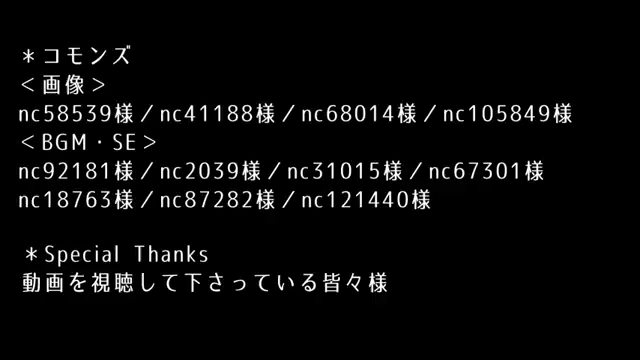 ＊コモンズ
＜画像＞
nc58539様／nc41188様／nc68014様／nc105849様
＜BGM・SE＞
nc92181様／nc2039様／nc31015様／nc67301様
nc18763様／nc87282様／nc121440様
＊Special Thanks
動画を視聴して下さっている皆々様